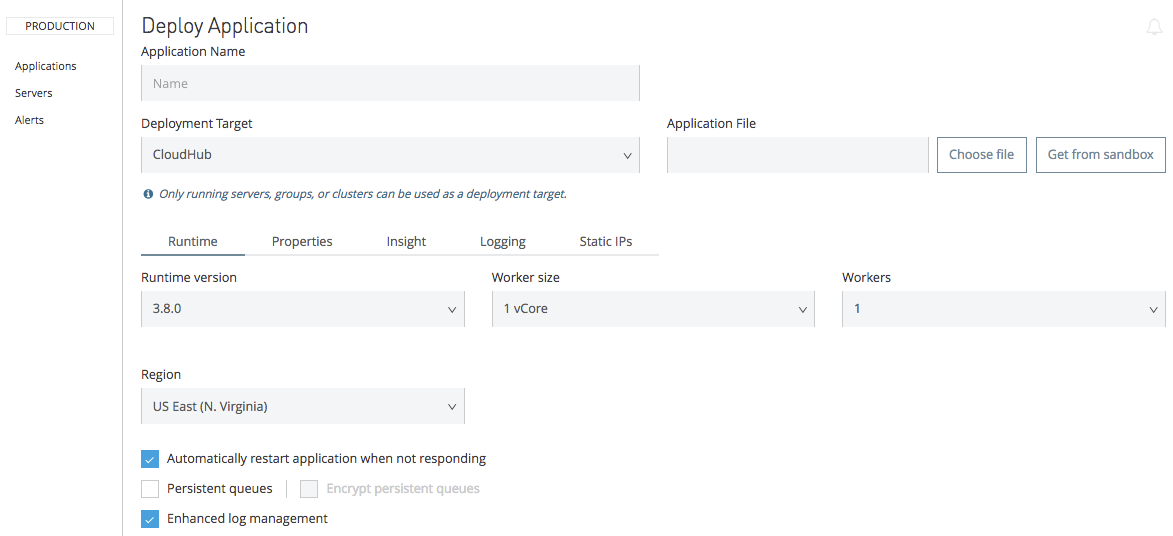 PRODUCTION
Applications
Servers
Alerts
Deploy Application
Application Name
Name
Deployment Target
Application File
CloudHub
Choose file
Get from sandbox
Only running servers, groups, or clusters can be used as a deployment target.
Runtime Properties Insight Logging Static IPs
Runtime version
Worker size
Workers
3.8.0
1 vCore
1
Region
US East (N. Virginia)
Automatically restart application when not responding
Persistent queues
Encrypt persistent queues
Enhanced log management